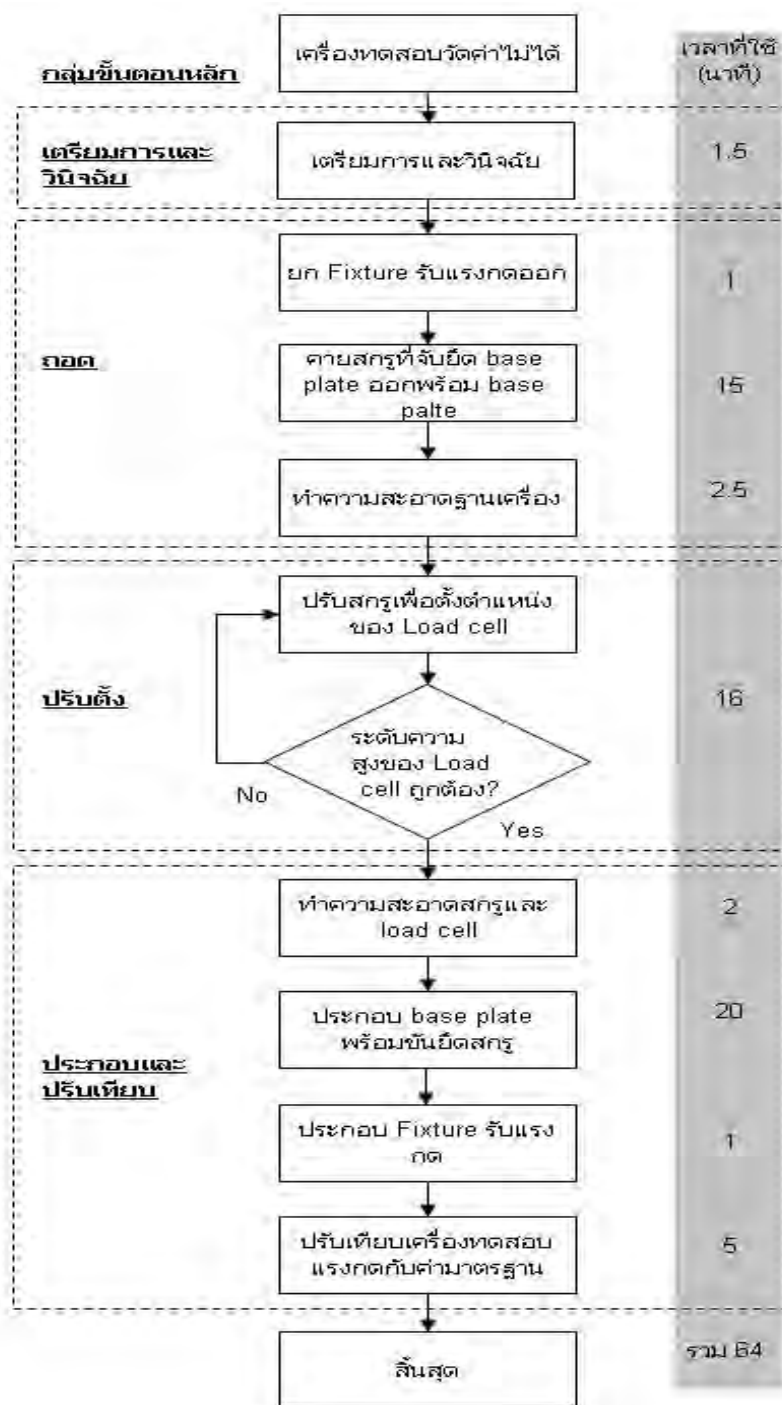 เครื่องทดสอบวัดค่าไม่ได้
เวลาที่ใช้
(นาที)
กลุ่มขั้นตอนหลัก
เตรียมการและ
วินิจฉัย
เตรียมการและวินิจฉัย
1.5
ยก Fixture รับแรงกดออก
1
ถอด
คายสกรูที่จับยึด base
plate ออกพร้อม base
palte
15
ทำความสะอาดฐานเครื่อง
2.5
ปรับสกรูเพื่อตั้งตำแหน่ง
ของ Load cell
ปรับตั้ง
16
ระดับความ
สูงของ Load
cell ถูกต้อง?
No
Yes
ทำความสะอาดสกรูและ
load cell
2
ประกอบ base plate
พร้อมขันยึดสกรู
20
ประกอบและ
ปรับเทียบ
ประกอบ Fixture รับแรง
กด
1
ปรับเทียบเครื่องทดสอบ
แรงกดกับค่ามาตรฐาน
5
สิ้นสุด
รวม 64